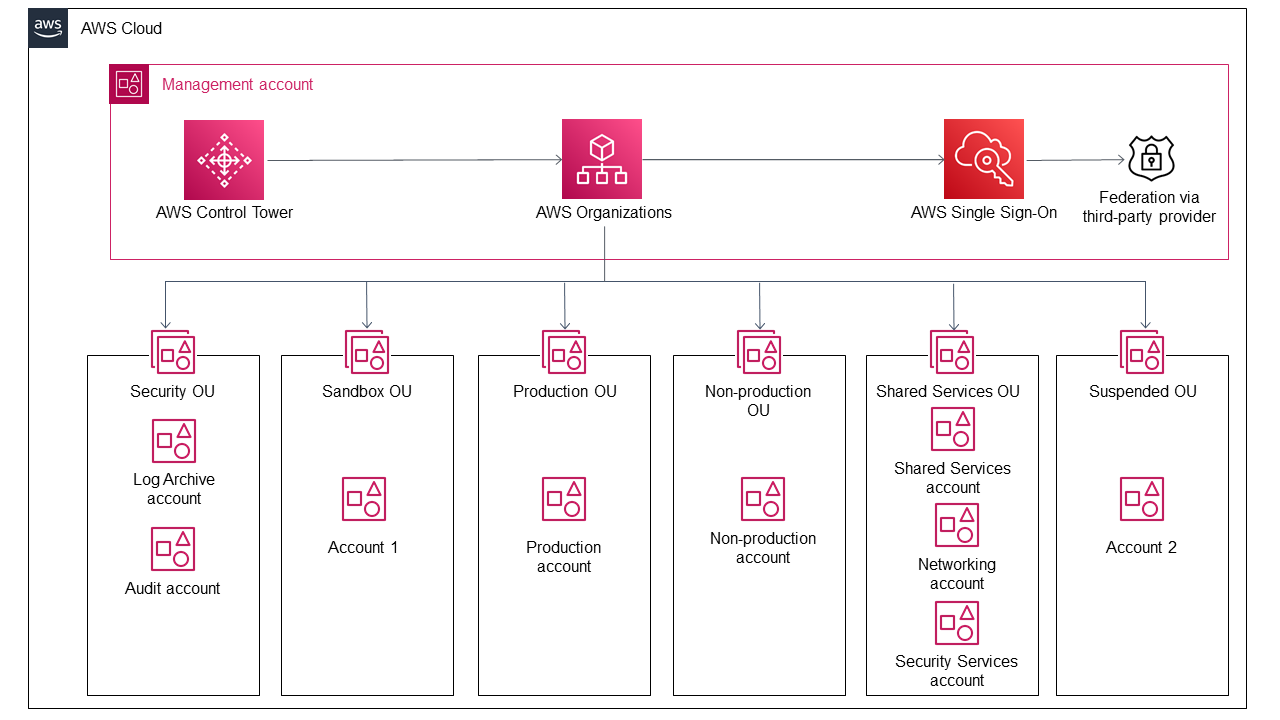 aws
AWS Cloud
Management account
AWS Control Tower
AWS Organizations
AWS Single Sign-On
Federation via
third-party provider
Security OU
Log Archive
account
Audit account
Sandbox OU
Account 1
Production OU
Production
account
Non-production
OU
Non-production
account
Shared Services OU
Shared Services
account
Networking
account
Security Services
account
Suspended OU
Account 2